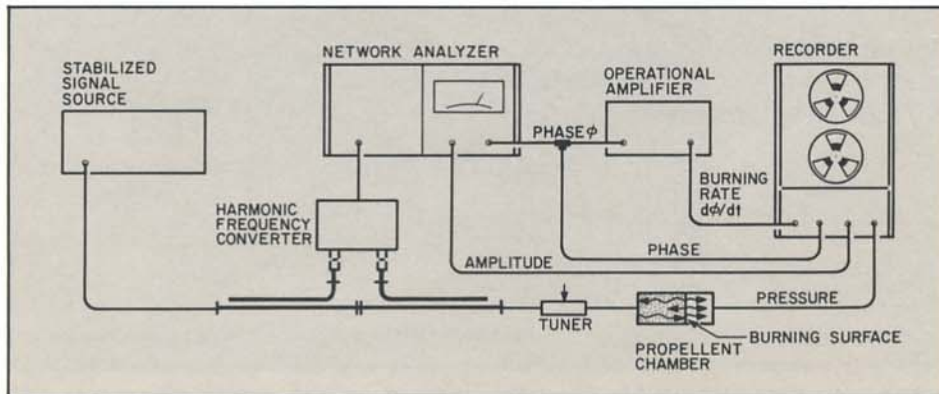 STABILIZED
SIGNAL
SOURCE
NETWORK ANALYZER
OPERATIONAL
AMPLIFIER
RECORDER
PHASE ϕ
BURNING
RATE
dϕ/dt
HARMONIC
FREQUENCY
CONVERTER
PHASE
AMPLITUDE
PRESSURE
TUNER
BURNING SURFACE
PROPELLENT
CHAMBER